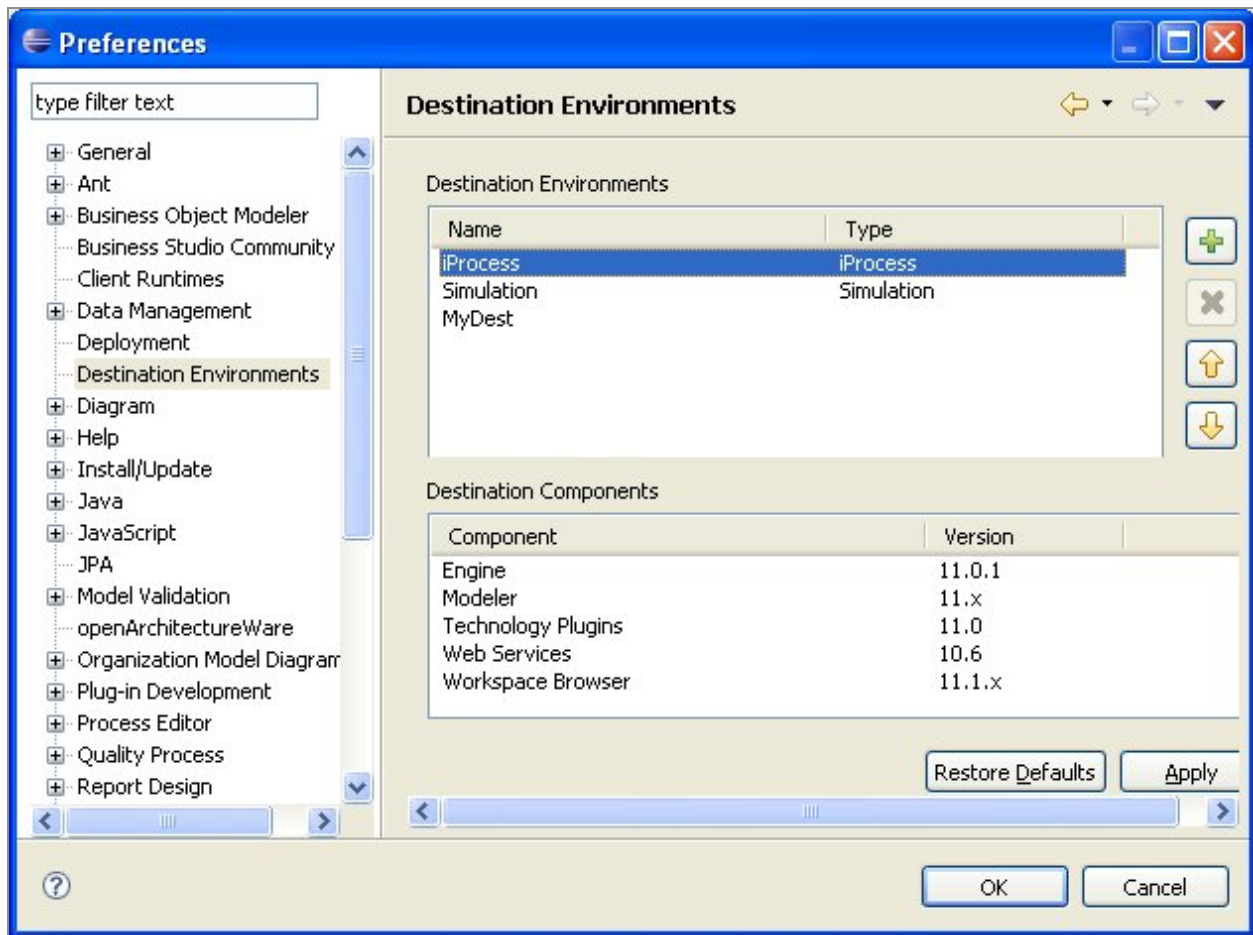 Preferences
type filter text
General
Ant
Business Object Modeler
Business Studio Community
Client Runtimes
Data Management
Deployment
Destination Environments
Diagram
Help
Install/Update
Java
JavaScript
JPA
Model Validation
openArchitectureWare
Organization Model Diagram
Plug-in Development
Process Editor
Quality Process
Report Design
Destination Environments
Destination Environments
Name Type
iProcess iProcess
Simulation Simulation
MyDest
Destination Components
Component Version
Engine 11.0.1
Modeler 11.x
Technology Plugins 11.0
Web Services 10.6
Workspace Browser 11.1.x
Restore Defaults Apply
OK Cancel